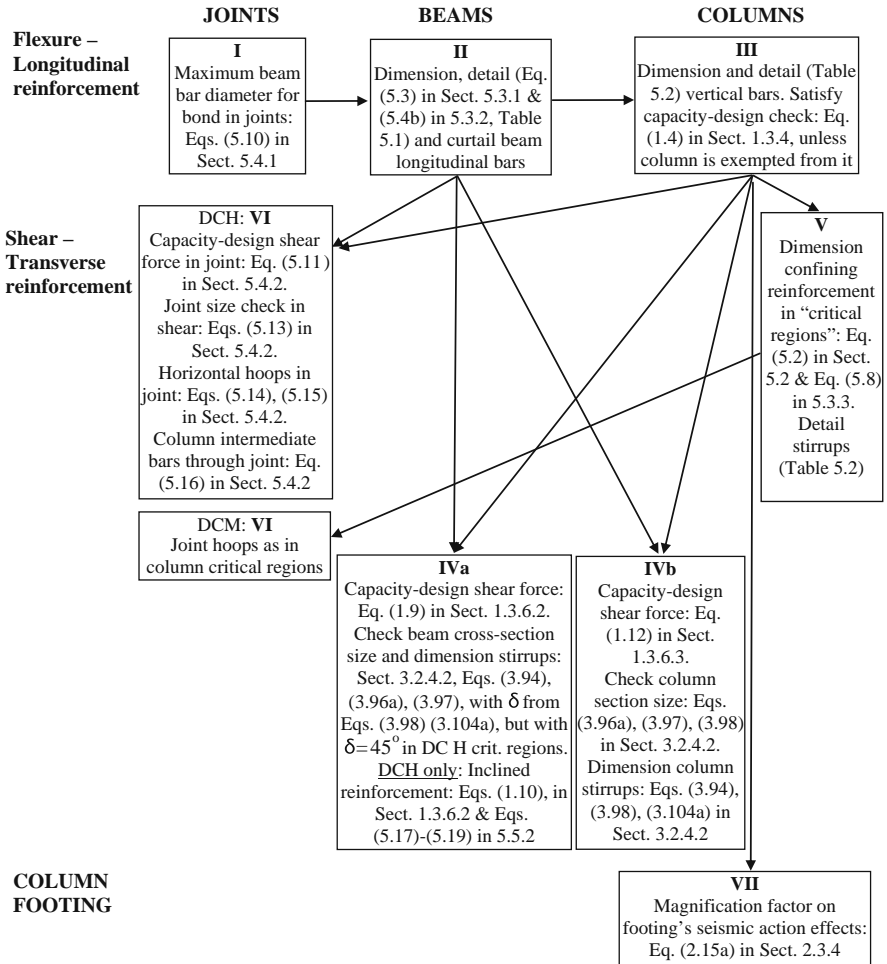 JOINTS
BEAMS
COLUMNS
Flexure –
Longitudinal
reinforcement
I
Maximum beam
bar diameter for
bond in joints:
Eqs. (5.10) in
Sect. 5.4.1
II
Dimension, detail (Eq.
(5.3) in Sect. 5.3.1 &
(5.4b) in 5.3.2, Table
5.1) and curtail beam
longitudinal bars
III
Dimension and detail (Table
5.2) vertical bars. Satisfy
capacity-design check: Eq.
(1.4) in Sect. 1.3.4, unless
column is exempted from it
Shear –
Transverse
reinforcement
DCH: VI
Capacity-design shear
force in joint: Eq. (5.11)
in Sect. 5.4.2.
Joint size check in
shear: Eqs. (5.13) in
Sect. 5.4.2.
Horizontal hoops in
joint: Eqs. (5.14), (5.15)
in Sect. 5.4.2.
Column intermediate
bars through joint: Eq.
(5.16) in Sect. 5.4.2
V
Dimension
confining
reinforcement
in “critical
regions”: Eq.
(5.2) in Sect.
5.2 & Eq. (5.8)
in 5.3.3.
Detail
stirrups
(Table 5.2)
DCM: VI
Joint hoops as in
column critical regions
IVa
Capacity-design shear force:
Eq. (1.9) in Sect. 1.3.6.2.
Check beam cross-section
size and dimension stirrups:
Sect. 3.2.4.2, Eqs. (3.94),
(3.96a), (3.97), with δ from
Eqs. (3.98) (3.104a), but with
δ=45° in DC H crit. regions.
DCH only: Inclined
reinforcement: Eqs. (1.10), in
Sect. 1.3.6.2 & Eqs.
(5.17)-(5.19) in 5.5.2
IVb
Capacity-design
shear force: Eq.
(1.12) in Sect.
1.3.6.3.
Check column
section size: Eqs.
(3.96a), (3.97), (3.98)
in Sect. 3.2.4.2.
Dimension column
stirrups: Eqs. (3.94),
(3.98), (3.104a) in
Sect. 3.2.4.2
COLUMN
FOOTING
VII
Magnification factor on
footing’s seismic action effects:
Eq. (2.15a) in Sect. 2.3.4